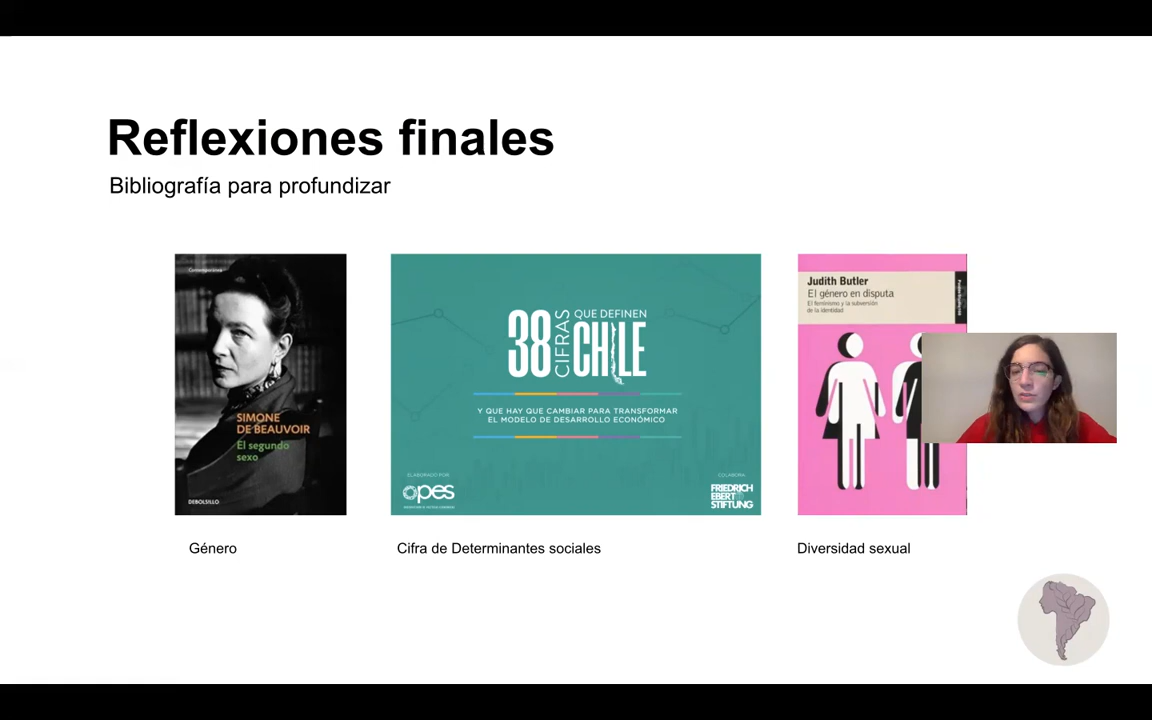 Reflexiones finales
Bibliografía para profundizar
Contemporánea
SIMONE
DE BEAUVOIR
El segundo
sexo
DEBOLSILLO
38 CIFRAS QUE DEFINEN
CHILE
Y QUE HAY QUE CAMBIAR PARA TRANSFORMAR
EL MODELO DE DESARROLLO ECONÓMICO
ELABORADO POR:
opes
COLABORA:
FRIEDRICH
EBERT
STIFTUNG
Judith Butler
El género en disputa
El feminismo y la subversión
de la identidad
Género
Cifra de Determinantes sociales
Diversidad sexual